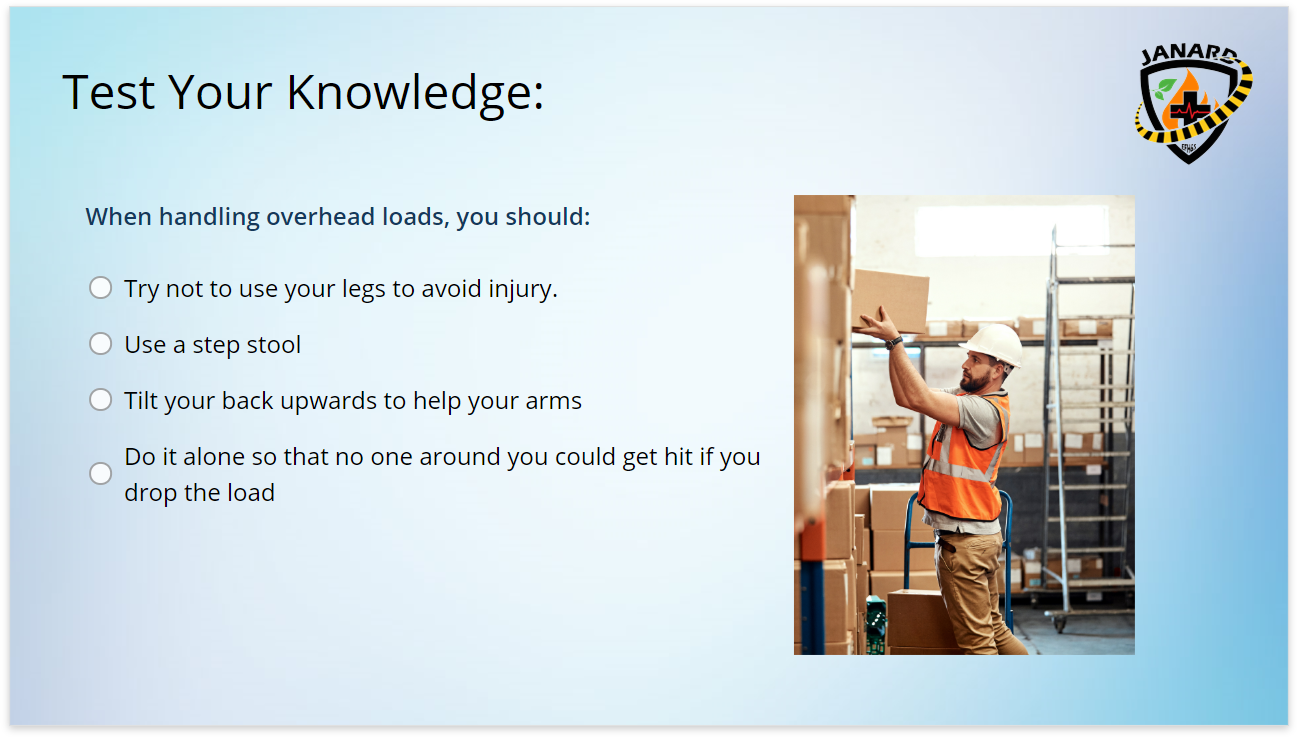 JANARD
Test Your Knowledge:
When handling overhead loads, you should:
Try not to use your legs to avoid injury.
Use a step stool
Tilt your back upwards to help your arms
Do it alone so that no one around you could get hit if you
drop the load